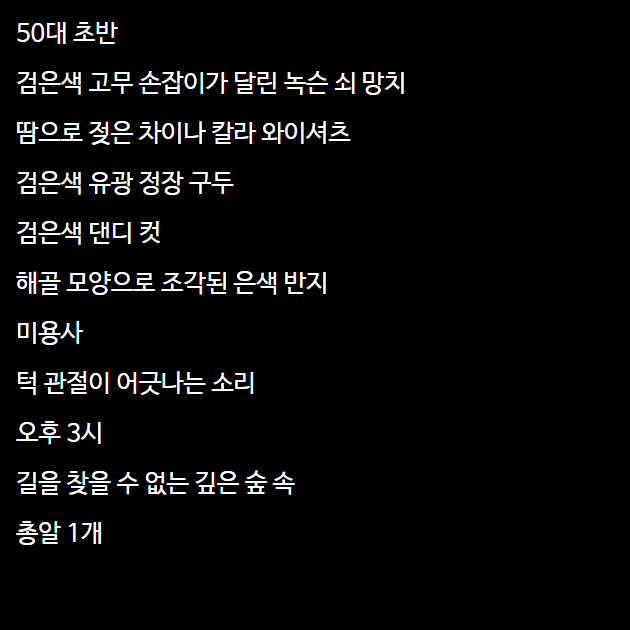 50대 초반
검은색 고무 손잡이가 달린 녹슨 쇠 망치
땀으로 젖은 차이나 칼라 와이셔츠
검은색 유광 정장 구두
검은색 댄디 컷
해골 모양으로 조각된 은색 반지
미용사
턱 관절이 어긋나는 소리
오후 3시
길을 찾을 수 없는 깊은 숲 속
총알 1개